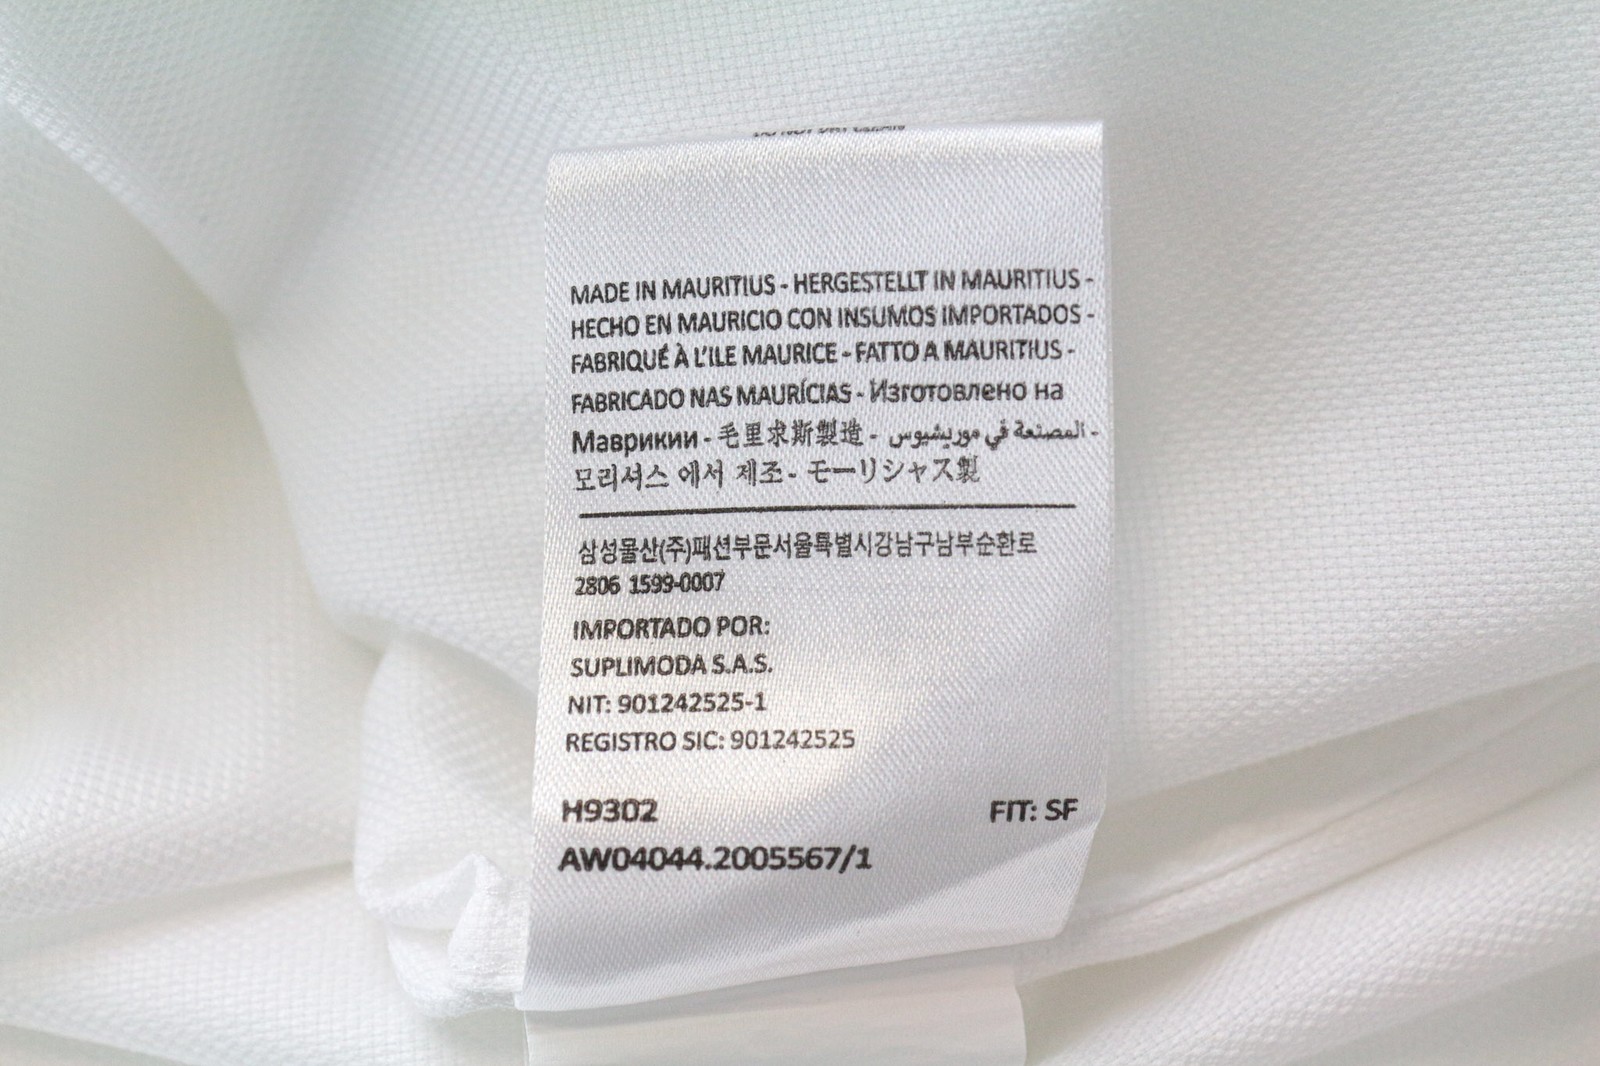 DO NOT DRY CLEAN
MADE IN MAURITIUS - HERGESTELLT IN MAURITIUS -
HECHO EN MAURICIO CON INSUMOS IMPORTADOS -
FABRIQUÉ À L'ILE MAURICE - FATTO A MAURITIUS -
FABRICADO NAS MAURÍCIAS - Изготовлено на
Маврикии - 毛里求斯製造 - المصنعة في موريشيوس -
모리셔스 에서 제조 - モーリシャス製
삼성물산(주)패션부문서울특별시강남구남부순환로
2806 1599-0007
IMPORTADO POR:
SUPLIMODA S.A.S.
NIT: 901242525-1
REGISTRO SIC: 901242525
H9302 FIT: SF
AW04044.2005567/1